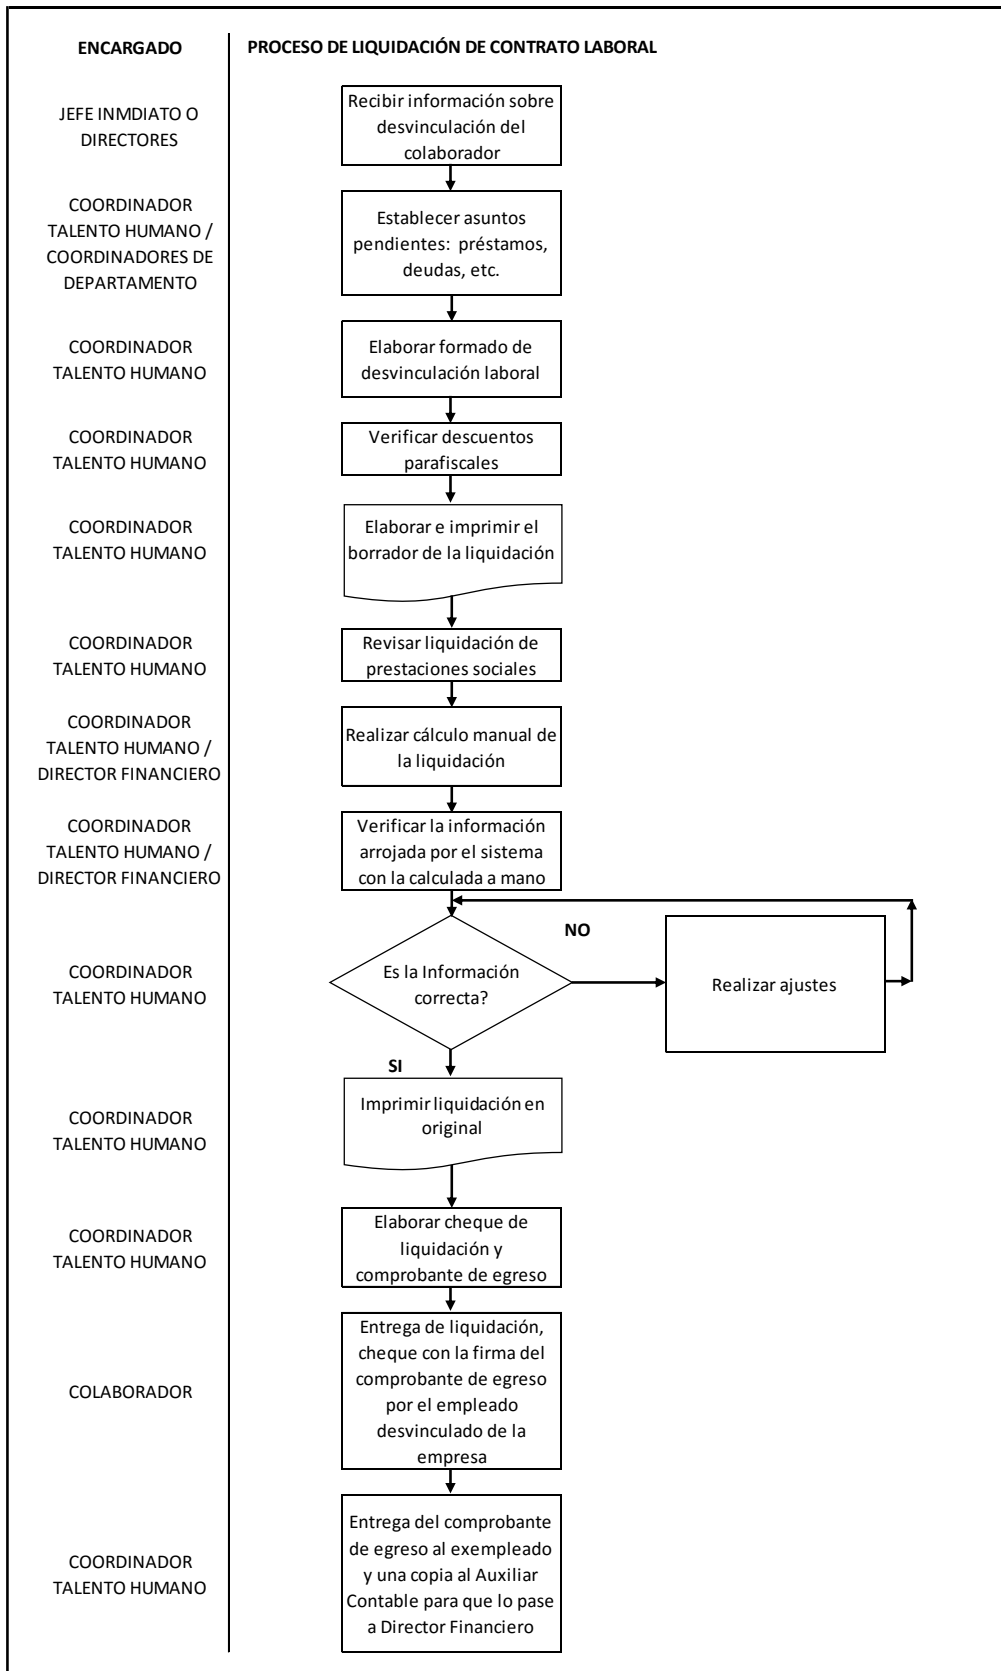 ENCARGADO
PROCESO DE LIQUIDACIÓN DE CONTRATO LABORAL
JEFE INMDIATO O
DIRECTORES
Recibir información sobre
desvinculación del
colaborador
COORDINADOR
TALENTO HUMANO /
COORDINADORES DE
DEPARTAMENTO
Establecer asuntos
pendientes: préstamos,
deudas, etc.
COORDINADOR
TALENTO HUMANO
Elaborar formado de
desvinculación laboral
COORDINADOR
TALENTO HUMANO
Verificar descuentos
parafiscales
COORDINADOR
TALENTO HUMANO
Elaborar e imprimir el
borrador de la liquidación
COORDINADOR
TALENTO HUMANO
Revisar liquidación de
prestaciones sociales
COORDINADOR
TALENTO HUMANO /
DIRECTOR FINANCIERO
Realizar cálculo manual de
la liquidación
COORDINADOR
TALENTO HUMANO /
DIRECTOR FINANCIERO
Verificar la información
arrojada por el sistema
con la calculada a mano
COORDINADOR
TALENTO HUMANO
Es la Información
correcta?
NO
Realizar ajustes
SI
COORDINADOR
TALENTO HUMANO
Imprimir liquidación en
original
COORDINADOR
TALENTO HUMANO
Elaborar cheque de
liquidación y
comprobante de egreso
COLABORADOR
Entrega de liquidación,
cheque con la firma del
comprobante de egreso
por el empleado
desvinculado de la
empresa
COORDINADOR
TALENTO HUMANO
Entrega del comprobante
de egreso al exempleado
y una copia al Auxiliar
Contable para que lo pase
a Director Financiero